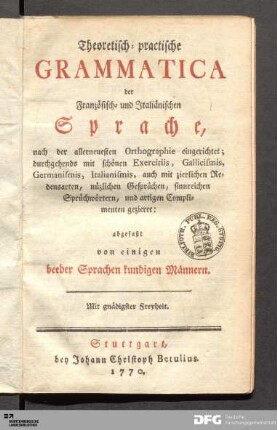 Theoretisch-practische
GRAMMATICA
der
Französisch- und Italiänischen
Sprache,
nach der allerneuesten Orthographie eingerichtet;
durchgehends mit schönen Exercitiis, Gallicismis,
Germanismis, Italianismis, auch mit zierlichen Re-
densarten, nüzlichen Gesprächen, sinnreichen
Sprüchwörtern, und artigen Compli-
menten gezieret:
abgefaßt
von einigen
beeder Sprachen kundigen Männern.
Mit gnädigster Freyheit.
Stuttgart,
bey Johann Christoph Betulius.
1770.
DFG